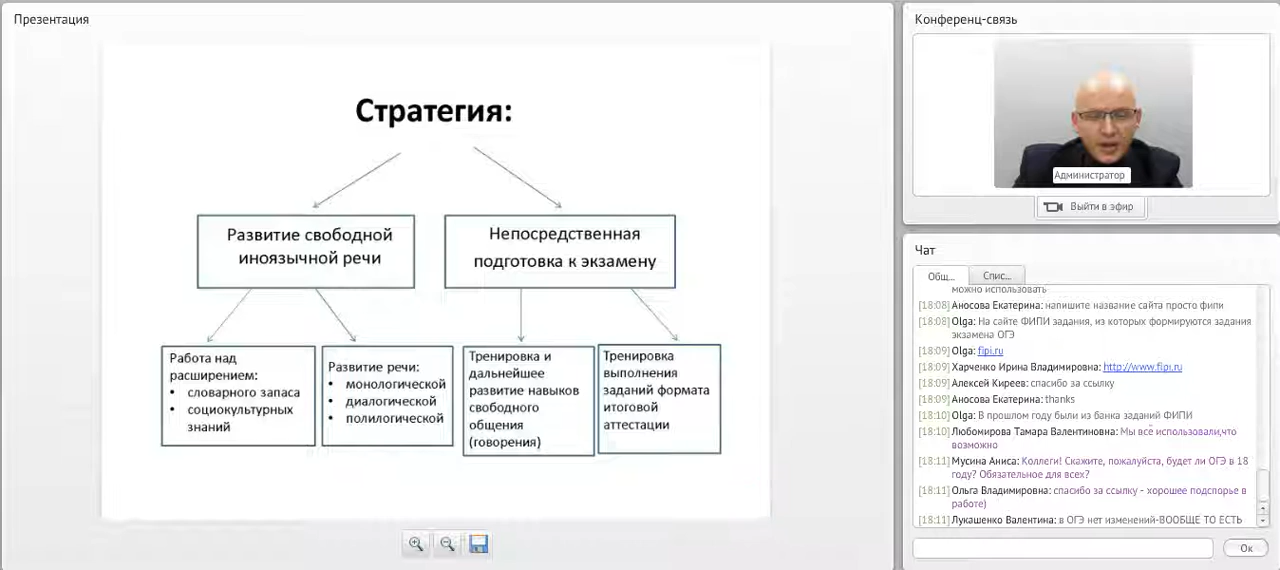 Презентация
Стратегия:
Развитие свободной
иноязычной речи
Непосредственная
подготовка к экзамену
Работа над
расширением:
• словарного запаса
• социокультурных
знаний
Развитие речи:
• монологической
• диалогической
• полилогической
Тренировка и
дальнейшее
развитие навыков
свободного
общения
(говорения)
Тренировка
выполнения
заданий формата
итоговой
аттестации
Конференц-связь
Администратор
Выйти в эфир
Чат
Общ...
Спис...
можно использовать
[18:08] Аносова Екатерина: напишите название сайта просто фипи
[18:08] Olga: На сайте ФИПИ задания, из которых формируются задания
экзамена ОГЭ
[18:09] Olga: fipi.ru
[18:09] Харченко Ирина Владимировна: http://www.fipi.ru
[18:09] Алексей Киреев: спасибо за ссылку
[18:09] Аносова Екатерина: thanks
[18:10] Olga: В прошлом году были из банка заданий ФИПИ
[18:10] Любомирова Тамара Валентиновна: Мы всё использовали,что
возможно
[18:11] Мусина Аниса: Коллеги! Скажите, пожалуйста, будет ли ОГЭ в 18
году? Обязательное для всех?
[18:11] Ольга Владимировна: спасибо за ссылку - хорошее подспорье в
работе)
[18:11] Лукашенко Валентина: в ОГЭ нет изменений-ВООБЩЕ ТО ЕСТЬ
Ок